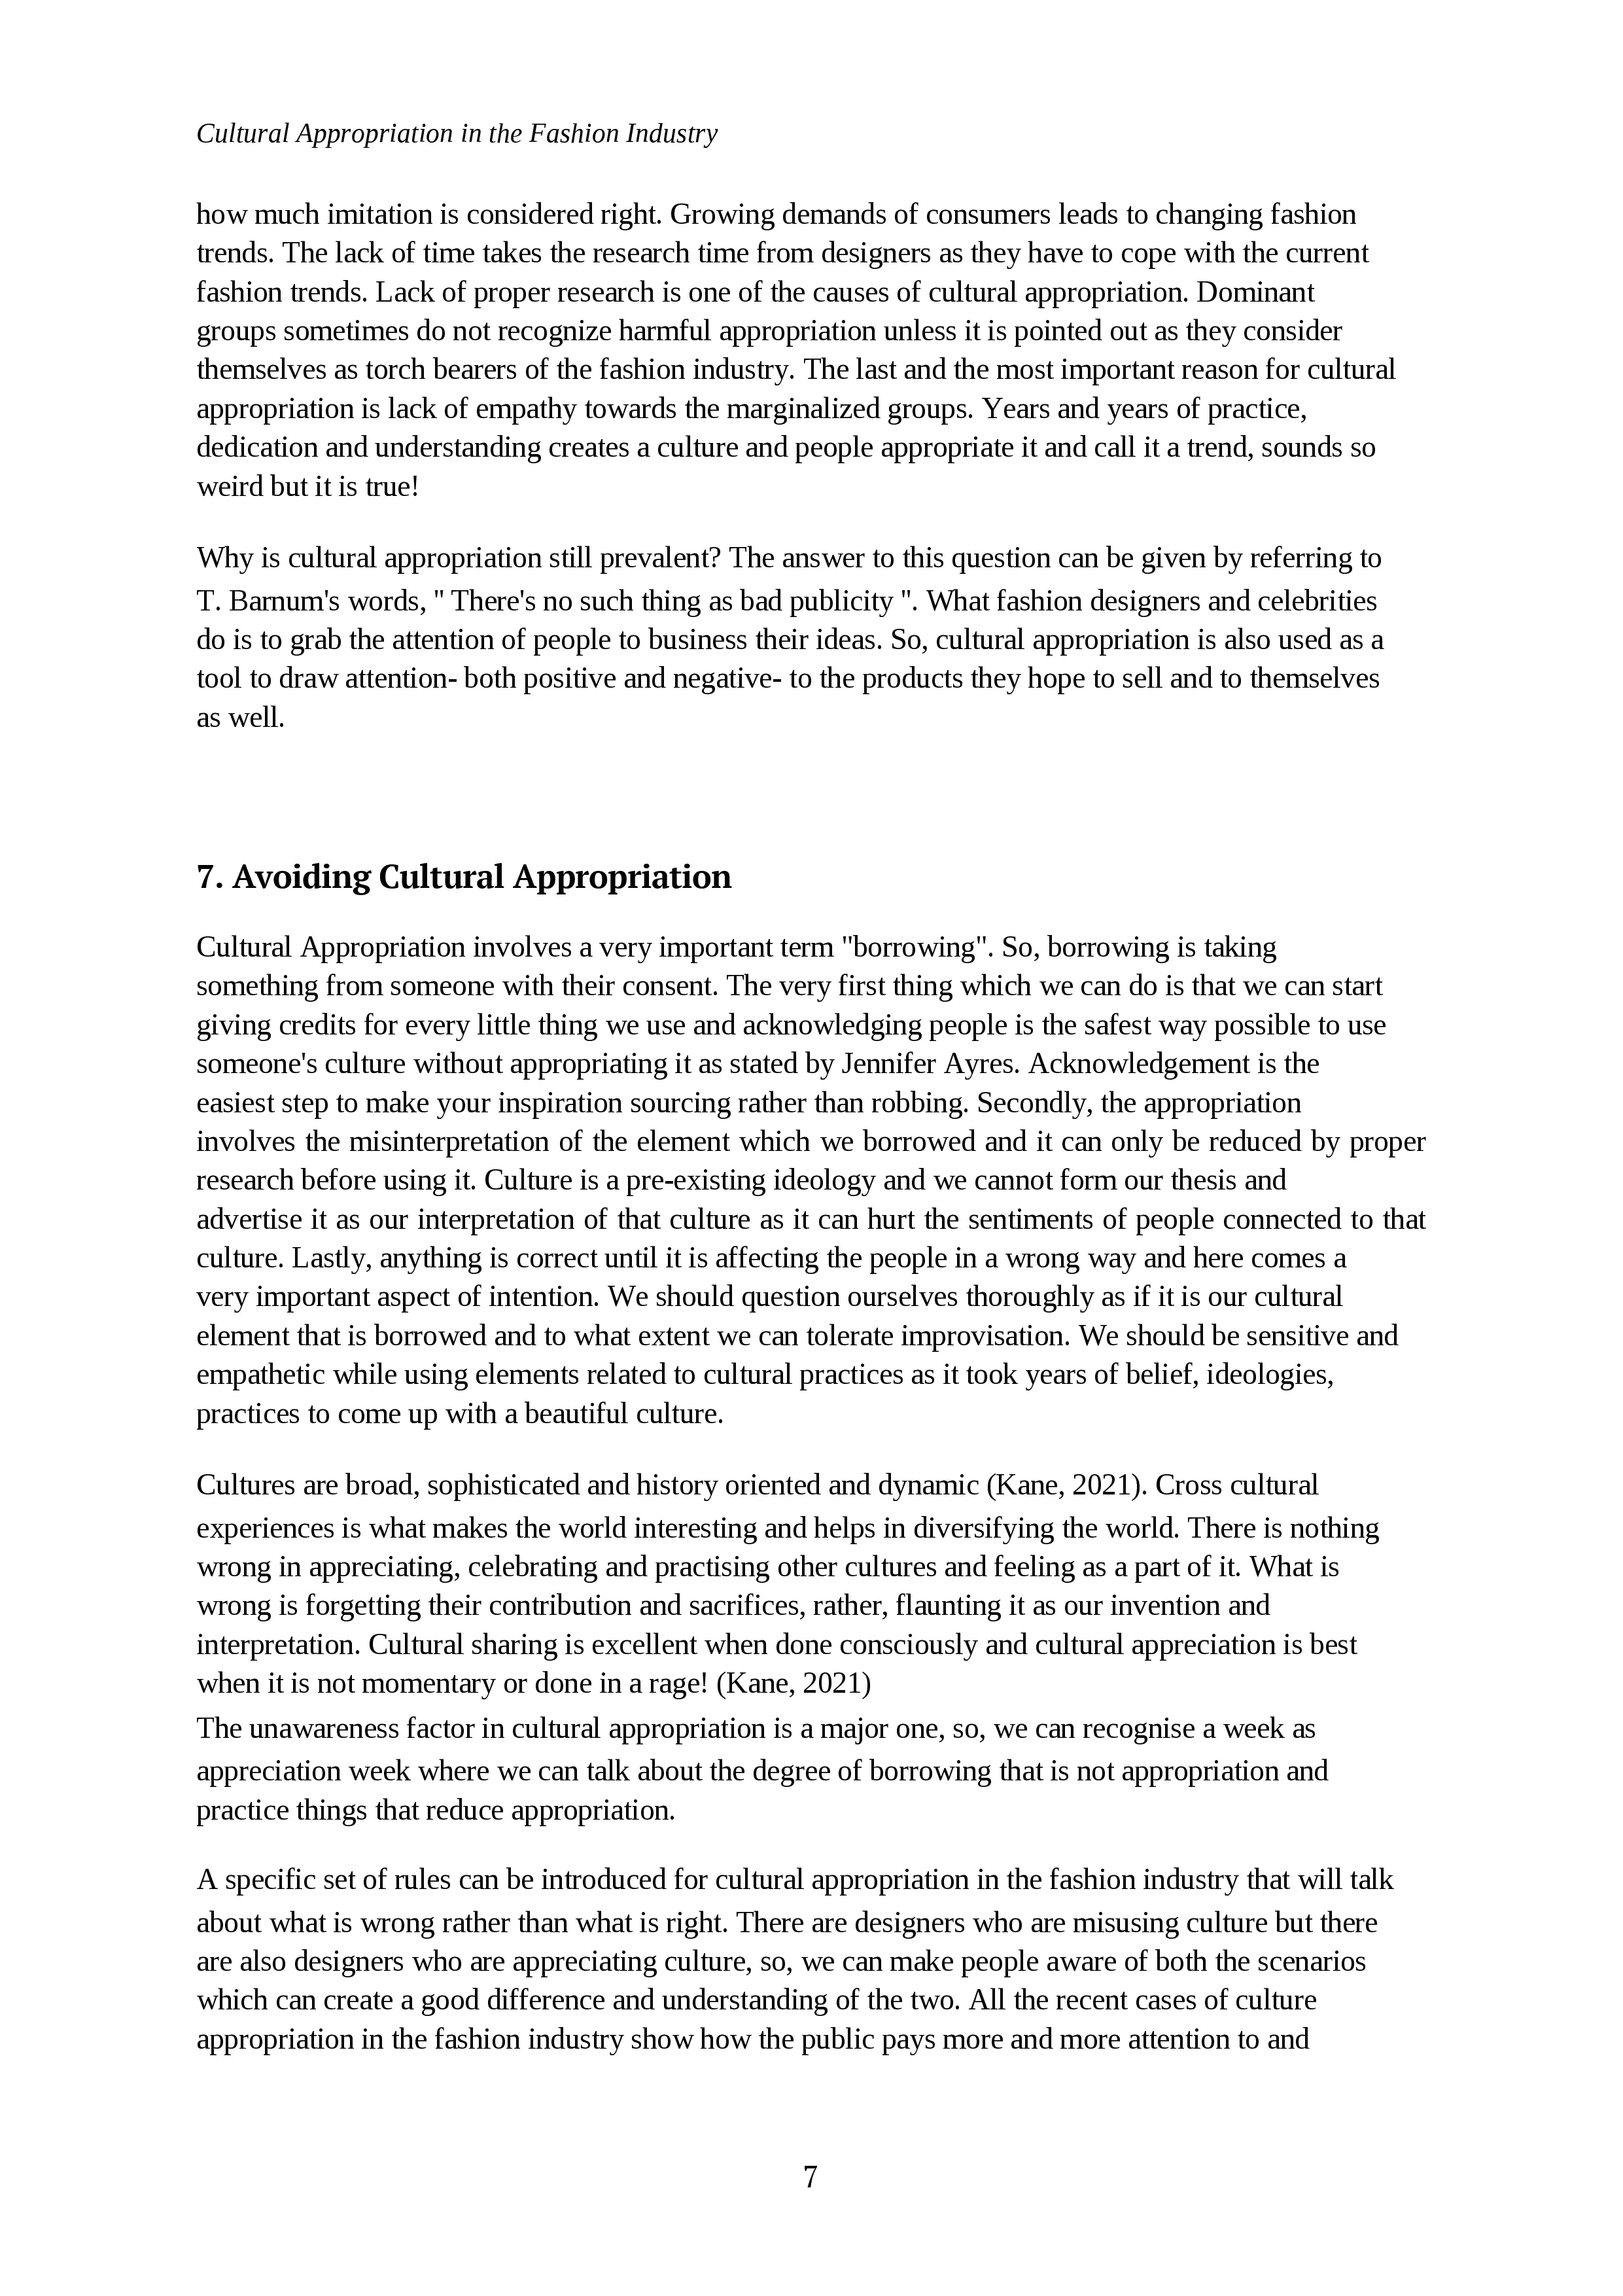 Cultural Appropriation in the Fashion Industry
how much imitation is considered right. Growing demands of consumers leads to changing fashion
trends. The lack of time takes the research time from designers as they have to cope with the current
fashion trends. Lack of proper research is one of the causes of cultural appropriation. Dominant
groups sometimes do not recognize harmful appropriation unless it is pointed out as they consider
themselves as torch bearers of the fashion industry. The last and the most important reason for cultural
appropriation is lack of empathy towards the marginalized groups. Years and years of practice,
dedication and understanding creates a culture and people appropriate it and call it a trend, sounds so
weird but it is true!
Why is cultural appropriation still prevalent? The answer to this question can be given by referring to
T. Barnum's words, " There's no such thing as bad publicity ". What fashion designers and celebrities
do is to grab the attention of people to business their ideas. So, cultural appropriation is also used as a
tool to draw attention- both positive and negative- to the products they hope to sell and to themselves
as well.
7. Avoiding Cultural Appropriation
Cultural Appropriation involves a very important term "borrowing". So, borrowing is taking
something from someone with their consent. The very first thing which we can do is that we can start
giving credits for every little thing we use and acknowledging people is the safest way possible to use
someone's culture without appropriating it as stated by Jennifer Ayres. Acknowledgement is the
easiest step to make your inspiration sourcing rather than robbing. Secondly, the appropriation
involves the misinterpretation of the element which we borrowed and it can only be reduced by proper
research before using it. Culture is a pre-existing ideology and we cannot form our thesis and
advertise it as our interpretation of that culture as it can hurt the sentiments of people connected to that
culture. Lastly, anything is correct until it is affecting the people in a wrong way and here comes a
very important aspect of intention. We should question ourselves thoroughly as if it is our cultural
element that is borrowed and to what extent we can tolerate improvisation. We should be sensitive and
empathetic while using elements related to cultural practices as it took years of belief, ideologies,
practices to come up with a beautiful culture.
Cultures are broad, sophisticated and history oriented and dynamic (Kane, 2021). Cross cultural
experiences is what makes the world interesting and helps in diversifying the world. There is nothing
wrong in appreciating, celebrating and practising other cultures and feeling as a part of it. What is
wrong is forgetting their contribution and sacrifices, rather, flaunting it as our invention and
interpretation. Cultural sharing is excellent when done consciously and cultural appreciation is best
when it is not momentary or done in a rage! (Kane, 2021)
The unawareness factor in cultural appropriation is a major one, so, we can recognise a week as
appreciation week where we can talk about the degree of borrowing that is not appropriation and
practice things that reduce appropriation.
A specific set of rules can be introduced for cultural appropriation in the fashion industry that will talk
about what is wrong rather than what is right. There are designers who are misusing culture but there
are also designers who are appreciating culture, so, we can make people aware of both the scenarios
which can create a good difference and understanding of the two. All the recent cases of culture
appropriation in the fashion industry show how the public pays more and more attention to and
7